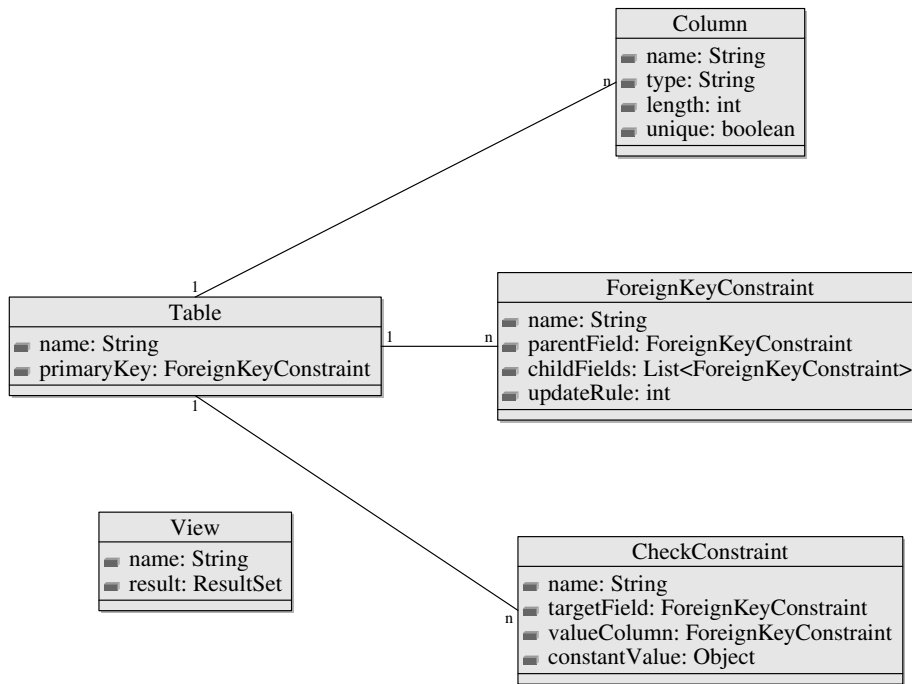 Column
name: String
type: String
length: int
unique: boolean
n
1
Table
name: String
primaryKey: ForeignKeyConstraint
1
n
ForeignKeyConstraint
name: String
parentField: ForeignKeyConstraint
childFields: List<ForeignKeyConstraint>
updateRule: int
1
View
name: String
result: ResultSet
n
CheckConstraint
name: String
targetField: ForeignKeyConstraint
valueColumn: ForeignKeyConstraint
constantValue: Object